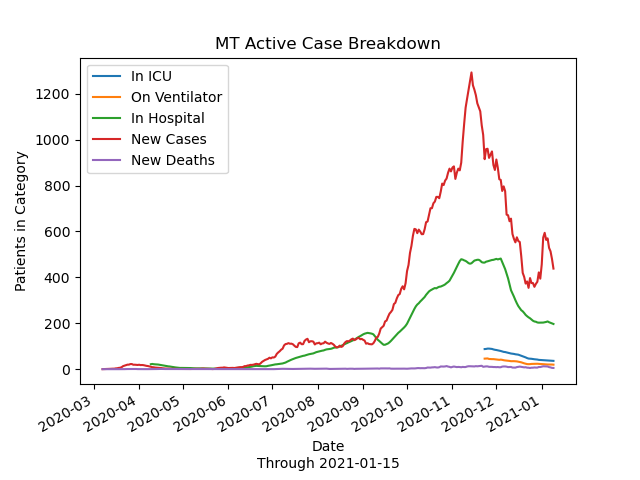 MT Active Case Breakdown
In ICU
On Ventilator
In Hospital
New Cases
New Deaths
Patients in Category
1200
1000
800
600
400
200
0
2020-03
2020-04
2020-05
2020-06
2020-07
2020-08
2020-09
2020-10
2020-11
2020-12
2021-01
Date
Through 2021-01-15